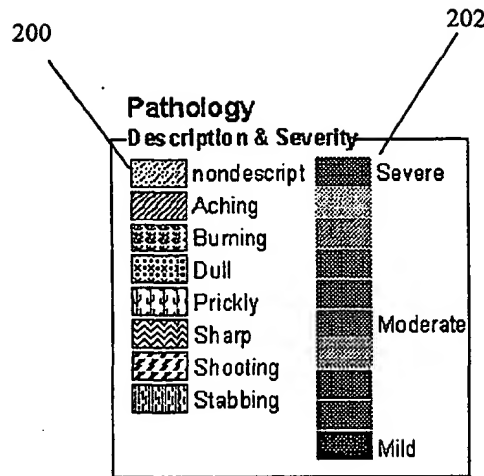 200
202
Pathology
Description & Severity
nondescript
Aching
Burning
Dull
Prickly
Sharp
Shooting
Stabbing
Severe
Moderate
Mild